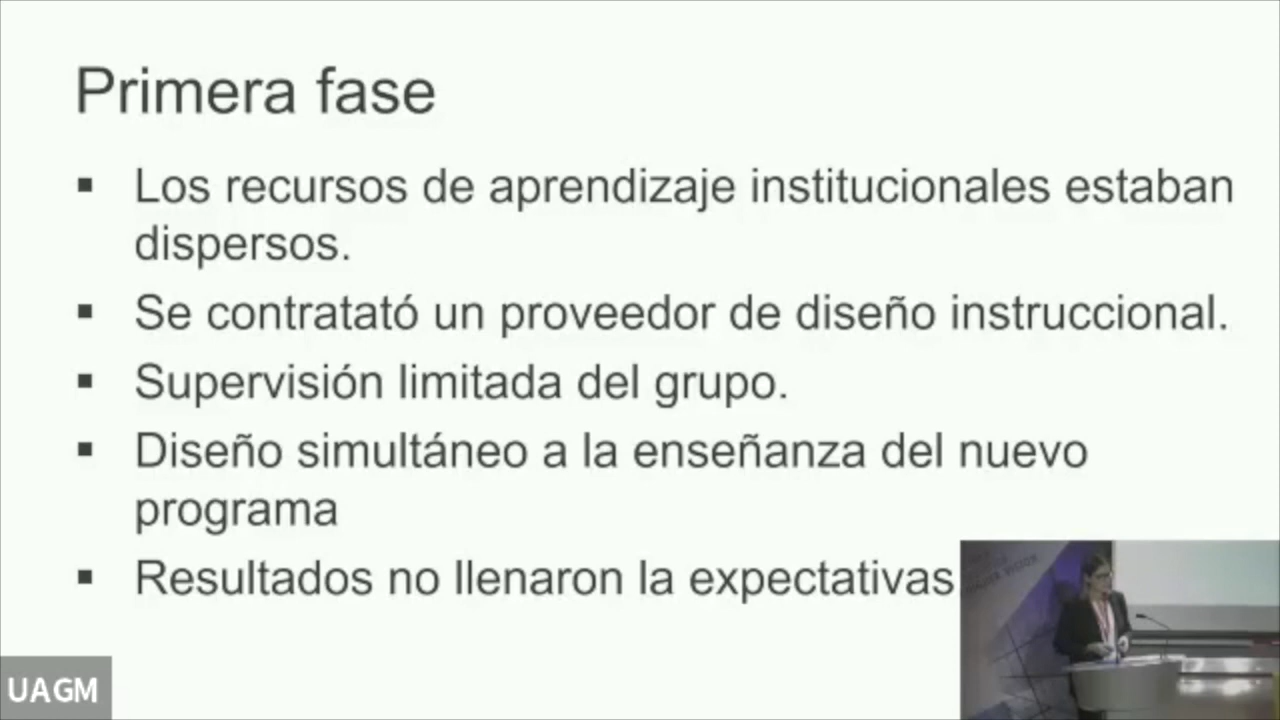 Primera fase
▪ Los recursos de aprendizaje institucionales estaban
dispersos.
▪ Se contratató un proveedor de diseño instruccional.
▪ Supervisión limitada del grupo.
▪ Diseño simultáneo a la enseñanza del nuevo
programa
▪ Resultados no llenaron la expectativas
UAGM